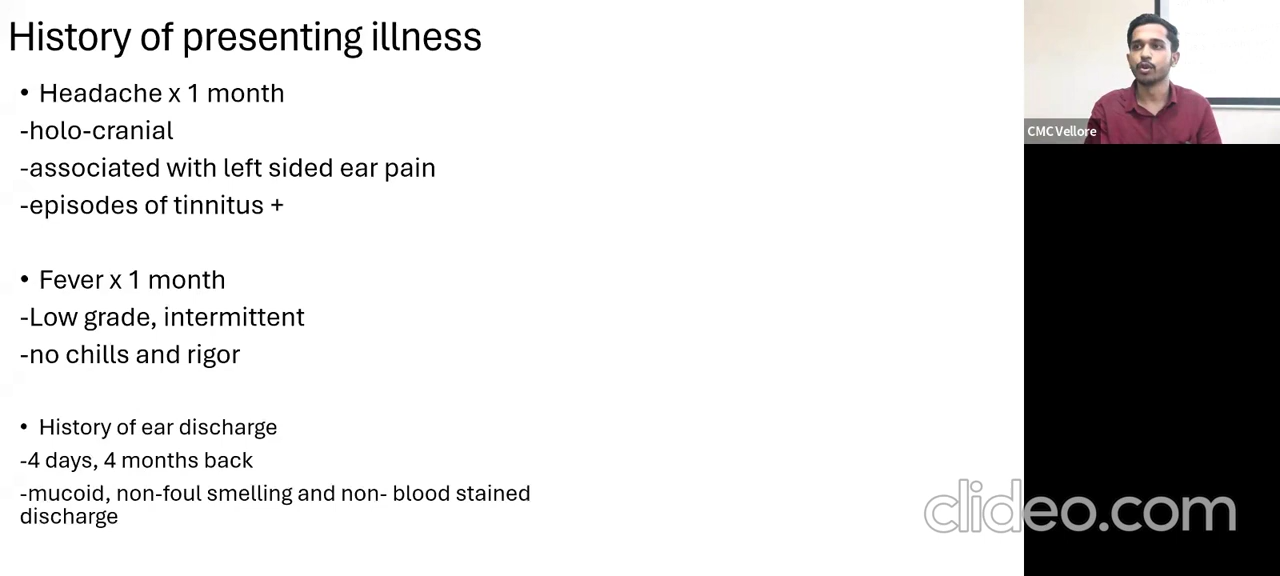 History of presenting illness
• Headache x 1 month
-holo-cranial
-associated with left sided ear pain
-episodes of tinnitus +
• Fever x 1 month
-Low grade, intermittent
-no chills and rigor
• History of ear discharge
-4 days, 4 months back
-mucoid, non-foul smelling and non- blood stained
discharge
CMC Vellore
clideo.com